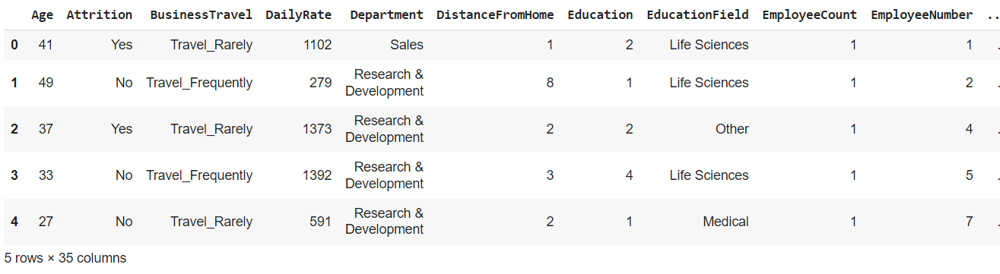 Age Attrition BusinessTravel DailyRate Department DistanceFromHome Education EducationField EmployeeCount EmployeeNumber ..
0 41 Yes Travel_Rarely 1102 Sales 1 2 Life Sciences 1 1 .
1 49 No Travel_Frequently 279 Research & Development 8 1 Life Sciences 1 2 .
2 37 Yes Travel_Rarely 1373 Research & Development 2 2 Other 1 4 .
3 33 No Travel_Frequently 1392 Research & Development 3 4 Life Sciences 1 5 .
4 27 No Travel_Rarely 591 Research & Development 2 1 Medical 1 7 .
5 rows × 35 columns